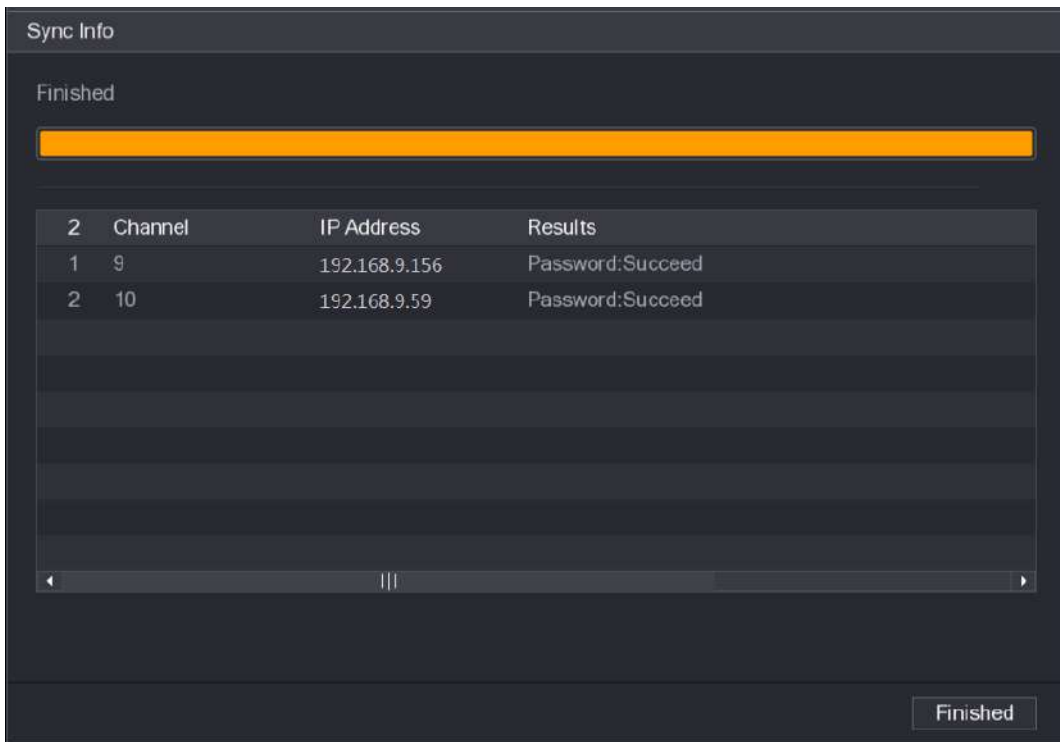 Sync Info
Finished
2 Channel IP Address Results
1 9 192.168.9.156 Password:Succeed
2 10 192.168.9.59 Password:Succeed
Finished